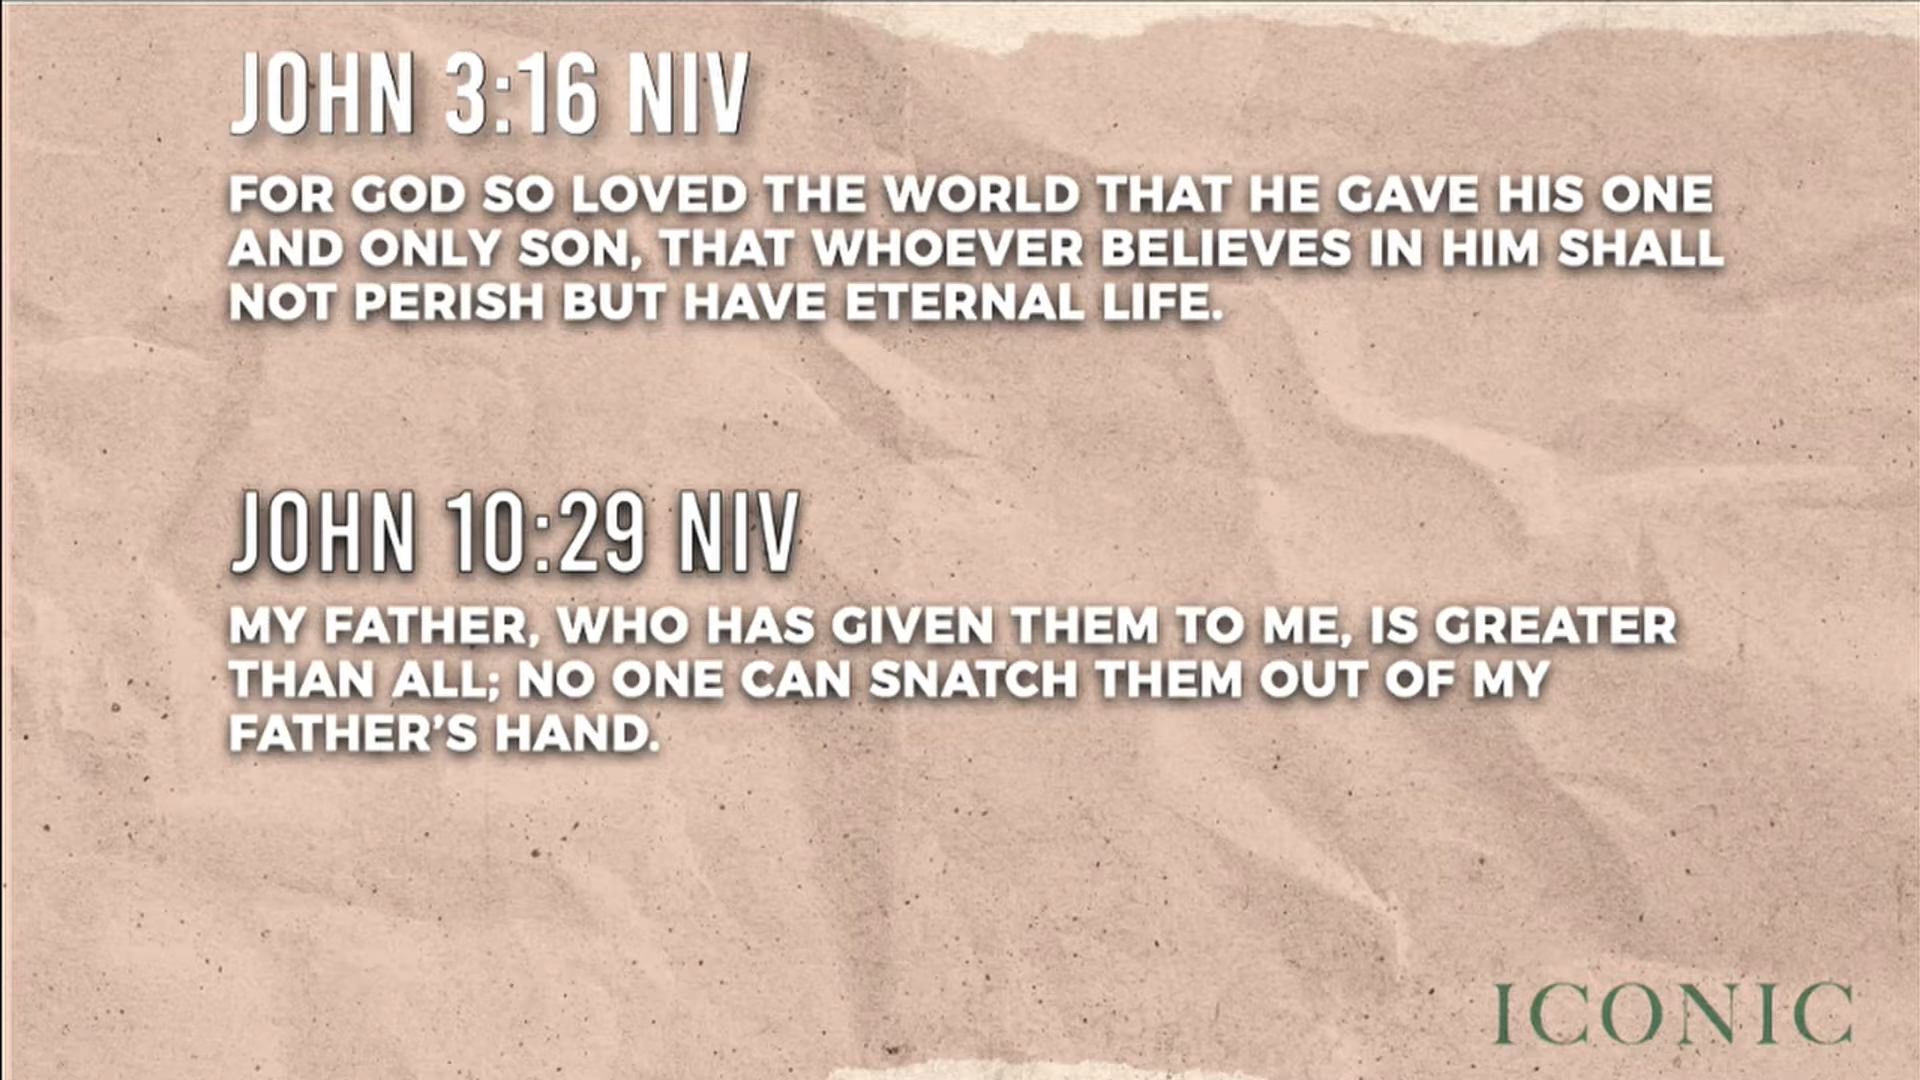 JOHN 3:16 NIV
FOR GOD SO LOVED THE WORLD THAT HE GAVE HIS ONE
AND ONLY SON, THAT WHOEVER BELIEVES IN HIM SHALL
NOT PERISH BUT HAVE ETERNAL LIFE.
JOHN 10:29 NIV
MY FATHER, WHO HAS GIVEN THEM TO ME, IS GREATER
THAN ALL; NO ONE CAN SNATCH THEM OUT OF MY
FATHER’S HAND.
ICONIC